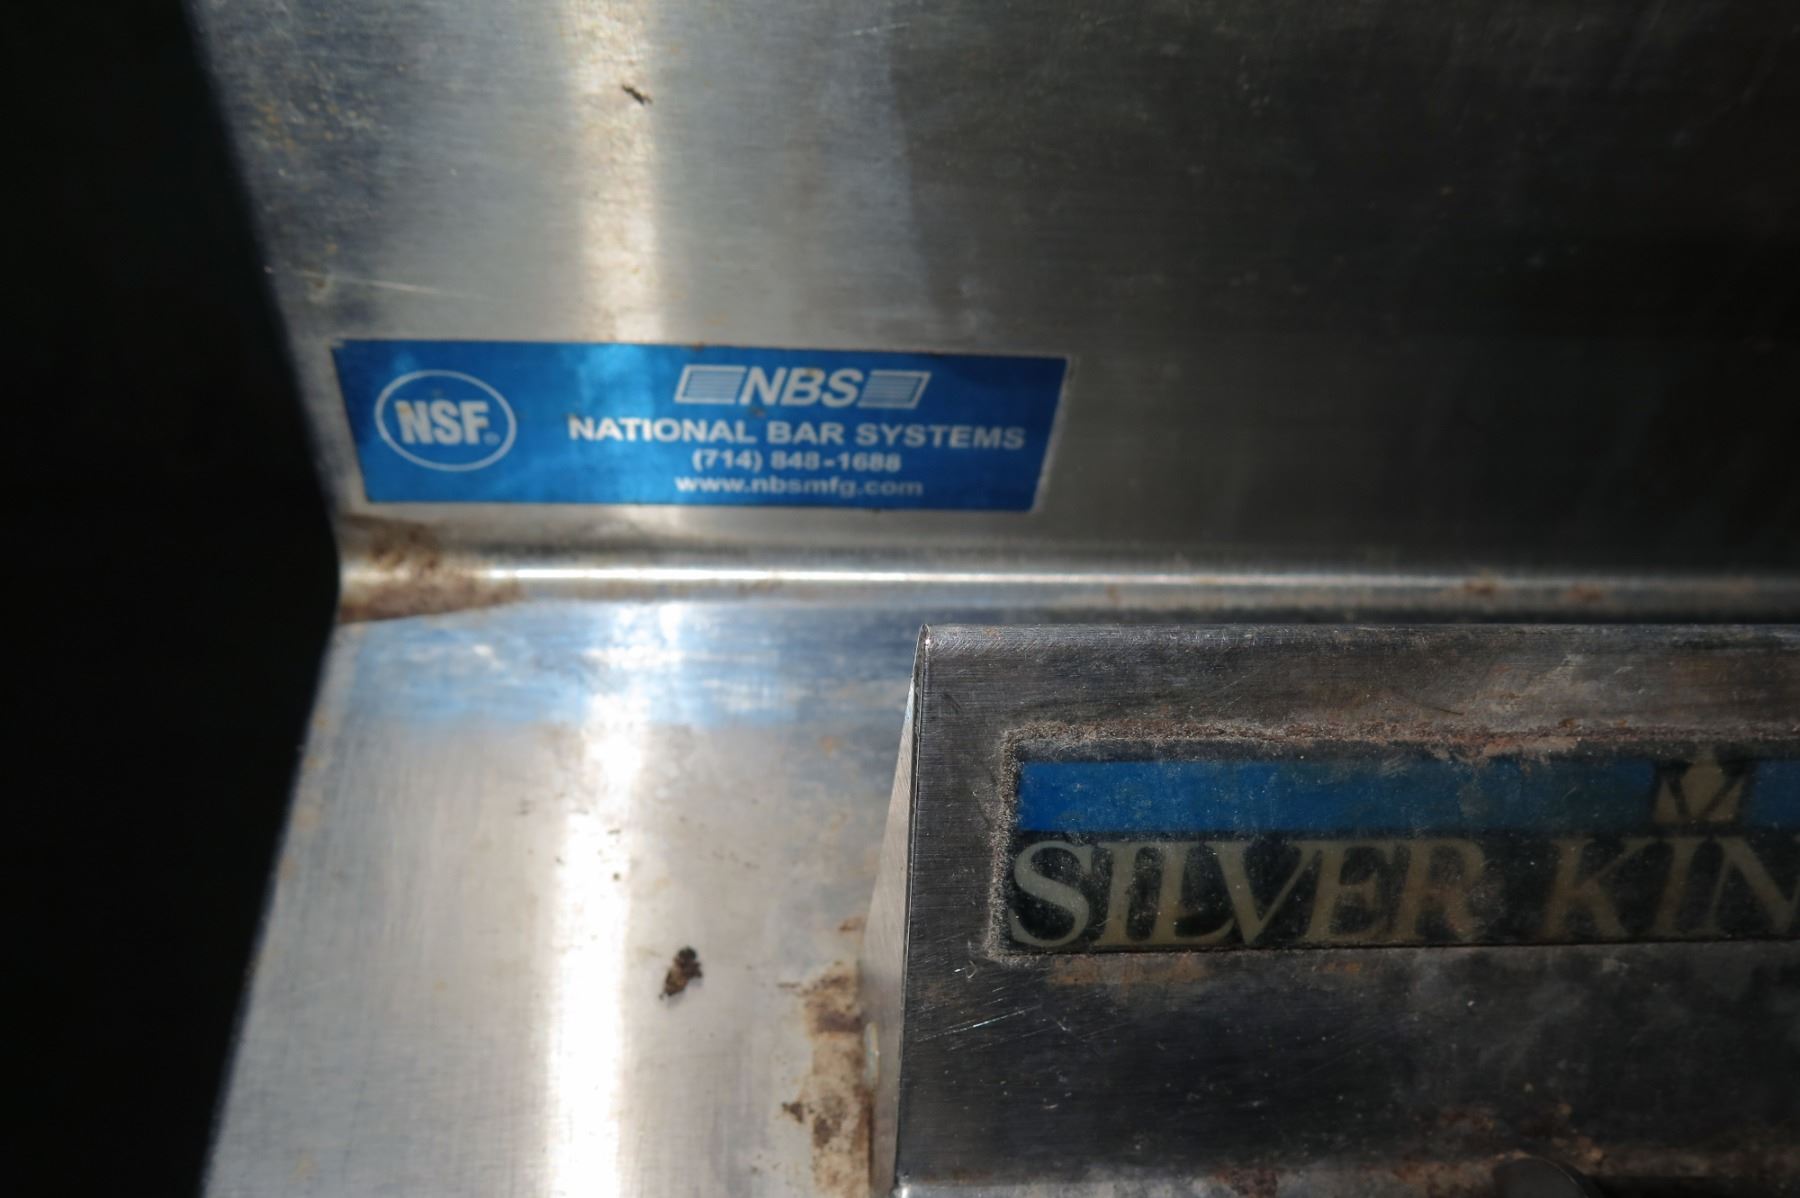 NSF®
NBS
NATIONAL BAR SYSTEMS
(714) 848-1688
www.nbsmfg.com
SILVER KIN